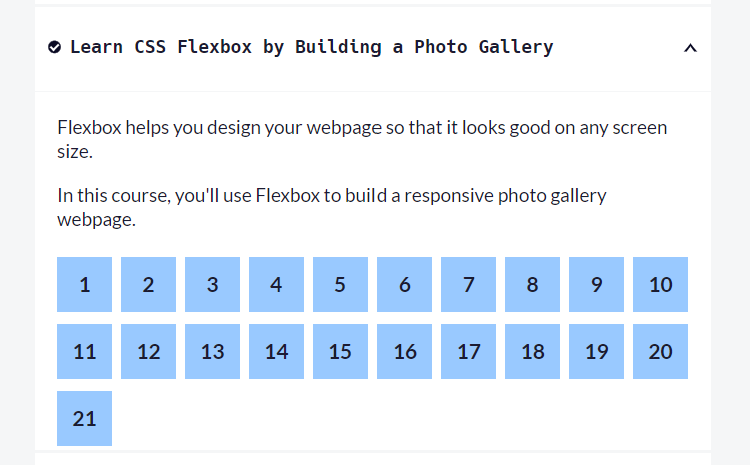 Learn CSS Flexbox by Building a Photo Gallery
Flexbox helps you design your webpage so that it looks good on any screen
size.
In this course, you'll use Flexbox to build a responsive photo gallery
webpage.
1 2 3 4 5 6 7 8 9 10
11 12 13 14 15 16 17 18 19 20
21